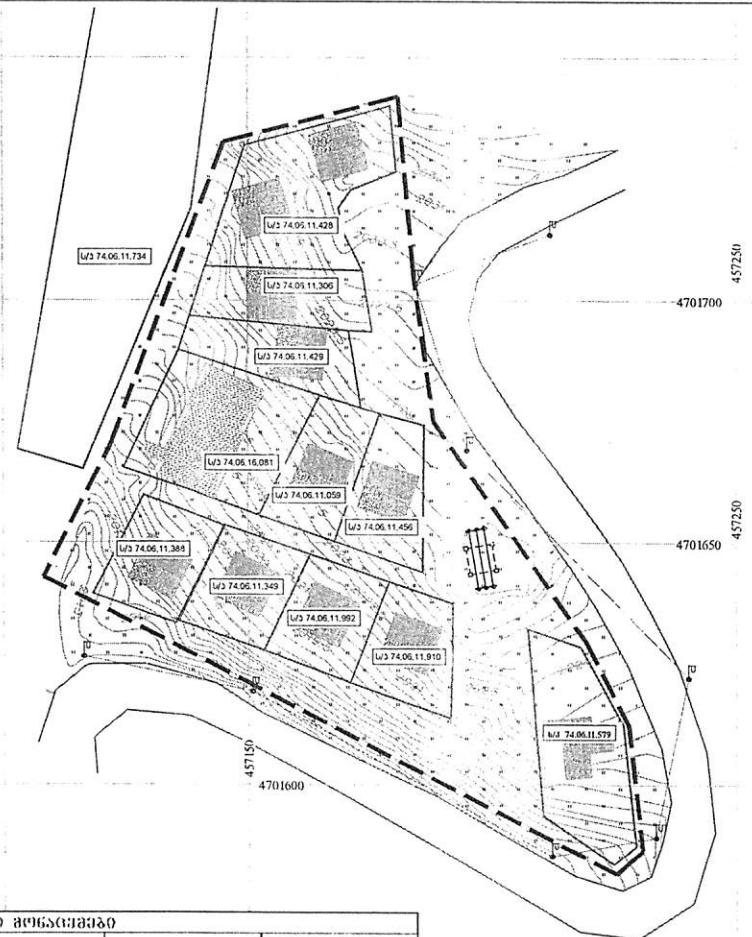 ს/კ 74.06.11.428
ს/კ 74.06.11.734
ს/კ 74.06.11.306
457250
4701700
ს/კ 74.06.11.429
ს/კ 74.06.16.081
ს/კ 74.06.11.059
ს/კ 74.06.11.456
457250
4701650
ს/კ 74.06.11.388
ს/კ 74.06.11.349
ს/კ 74.06.11.992
ს/კ 74.06.11.910
ს/კ 74.06.11.579
457150
4701600
მონაცემები